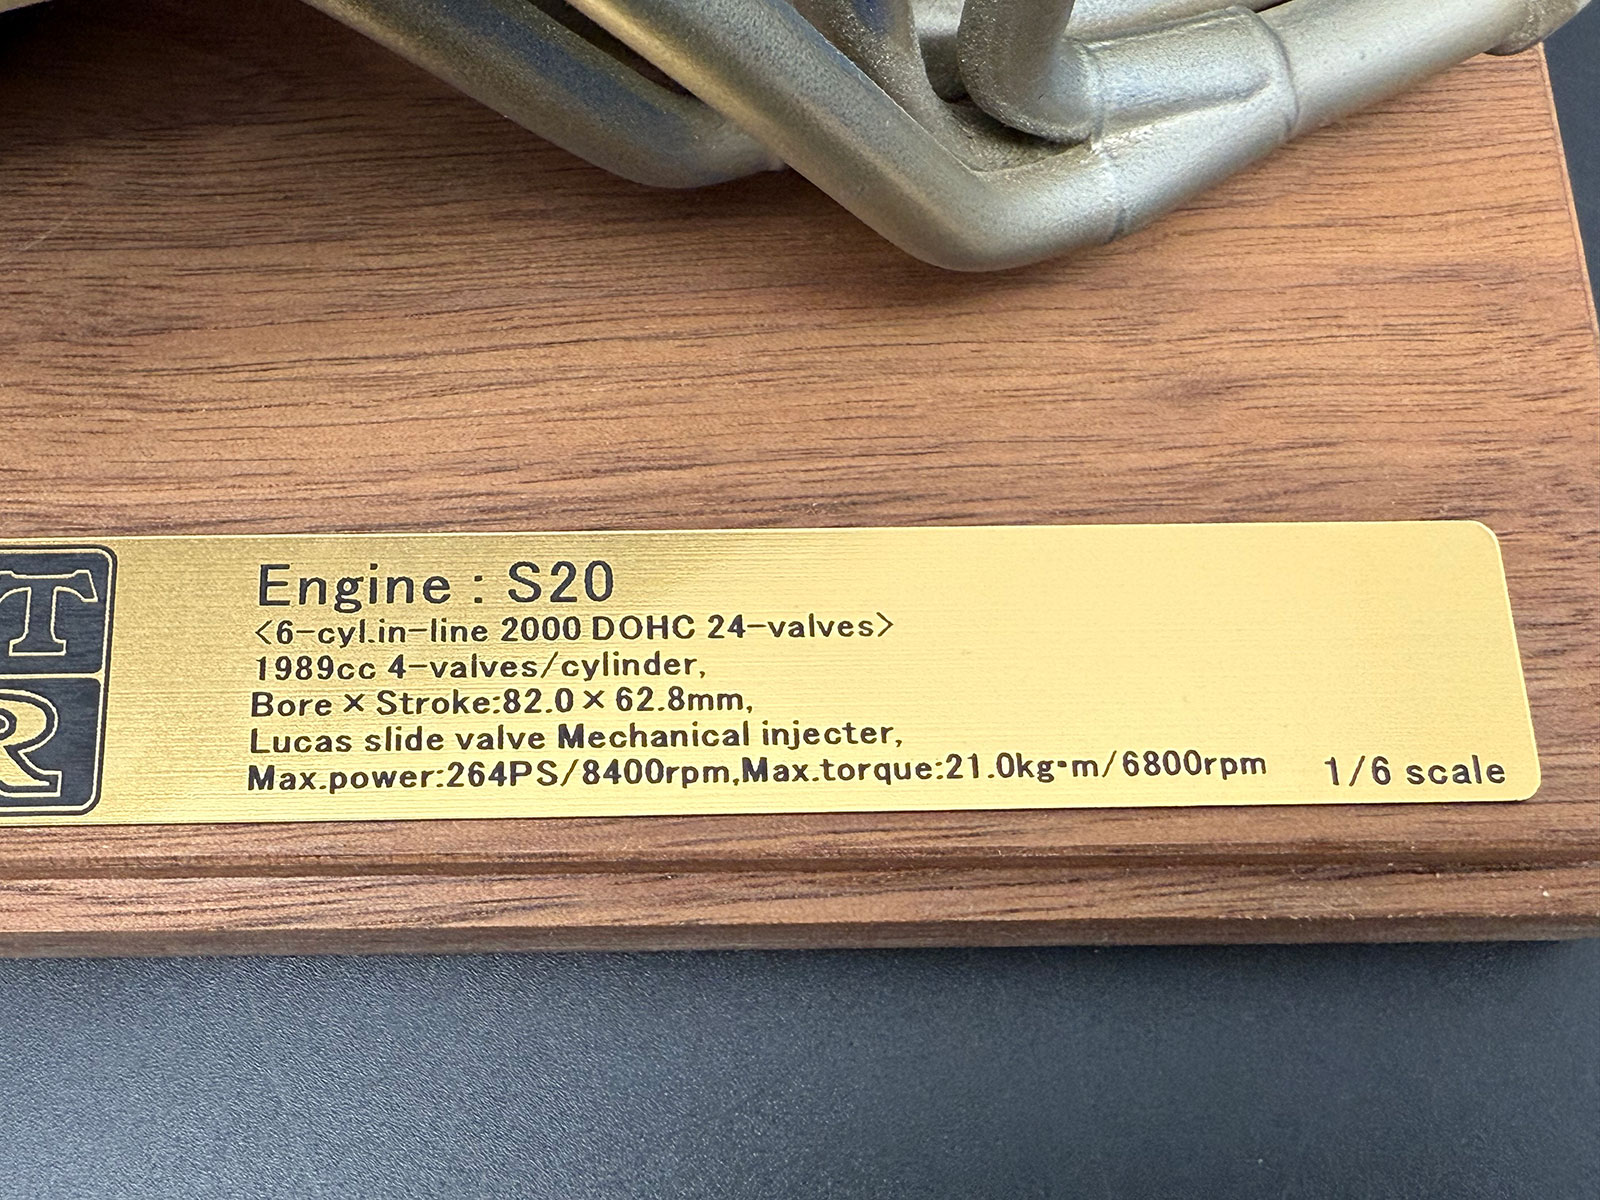 T
R
Engine : S20
<6-cyl.in-line 2000 DOHC 24-valves>
1989cc 4-valves/cylinder,
Bore × Stroke:82.0 × 62.8mm,
Lucas slide valve Mechanical injecter,
Max.power:264PS/8400rpm,Max.torque:21.0kg·m/6800rpm
1/6 scale